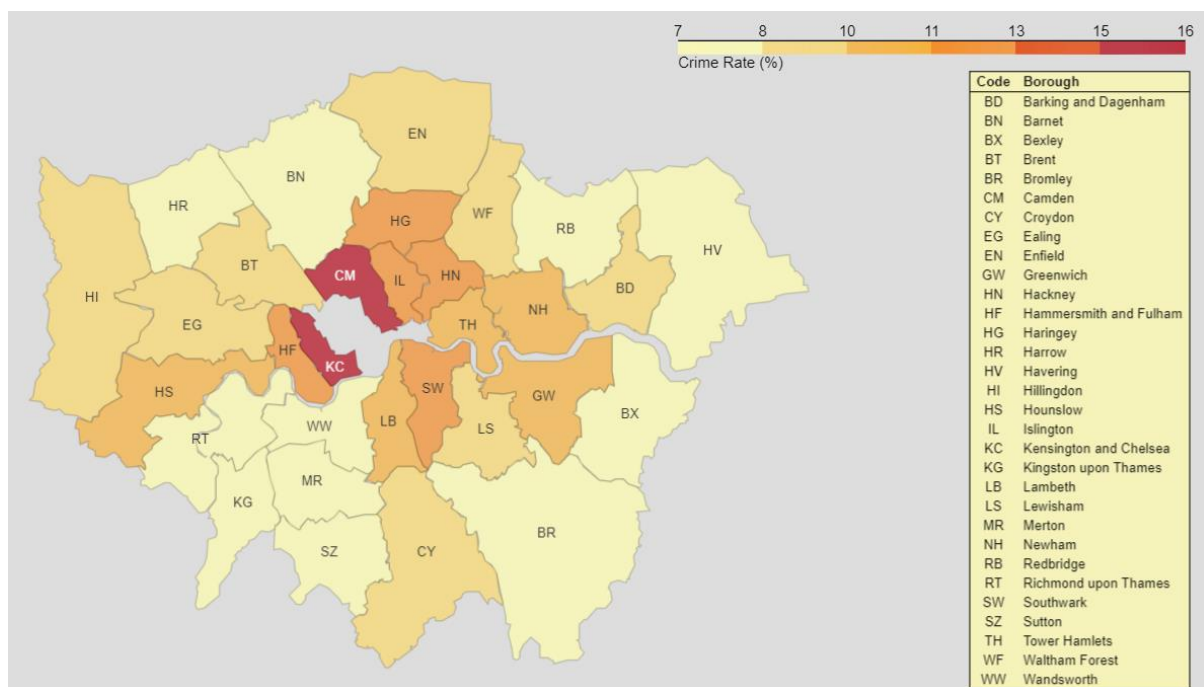 7 8 10 11 13 15 16
Crime Rate (%)
Code Borough
BD Barking and Dagenham
BN Barnet
BX Bexley
BT Brent
BR Bromley
CM Camden
CY Croydon
EG Ealing
EN Enfield
GW Greenwich
HN Hackney
HF Hammersmith and Fulham
HG Haringey
HR Harrow
HV Havering
HI Hillingdon
HS Hounslow
IL Islington
KC Kensington and Chelsea
KG Kingston upon Thames
LB Lambeth
LS Lewisham
MR Merton
NH Newham
RB Redbridge
RT Richmond upon Thames
SW Southwark
SZ Sutton
TH Tower Hamlets
WF Waltham Forest
WW Wandsworth
EN
BN
HR
HG
WF
RB
HV
BT
CM
IL
HN
HI
BD
NH
EG
TH
HF
KC
HS
SW
LB
GW
BX
WW
LS
RT
MR
KG
BR
SZ
CY